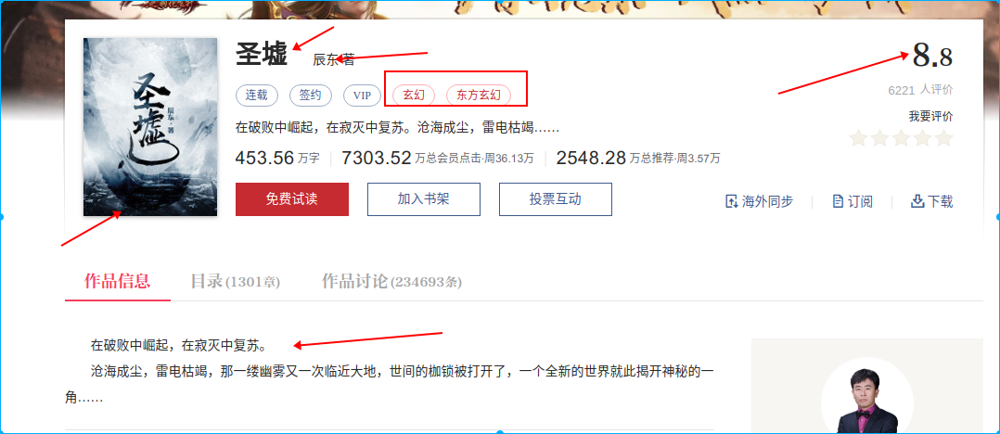 圣墟 辰东 著
8.8
连载 签约 VIP 玄幻 东方玄幻
6221 人评价
我要评价
在破败中崛起，在寂灭中复苏。沧海成尘，雷电枯竭……
453.56 万字 7303.52 万总会员点击·周36.13万 2548.28 万总推荐·周3.57万
免费试读 加入书架 投票互动 海外同步 订阅 下载
圣墟
辰东·著
作品信息 目录(1301章) 作品讨论(234693条)
在破败中崛起，在寂灭中复苏。
沧海成尘，雷电枯竭，那一缕幽雾又一次临近大地，世间的枷锁被打开了，一个全新的世界就此揭开神秘的一
角……